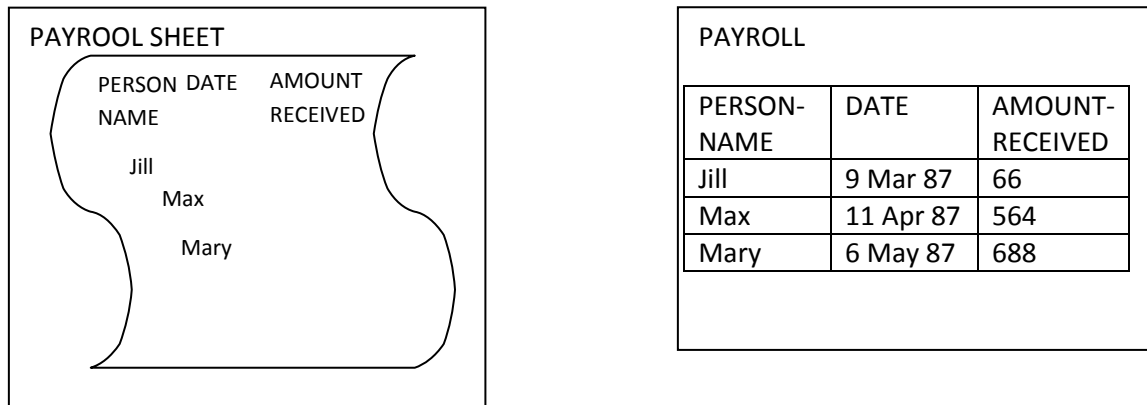 PAYROOL SHEET
PERSON DATE AMOUNT
NAME RECEIVED
Jill
Max
Mary
PAYROLL
PERSON- DATE AMOUNT-
NAME RECEIVED
Jill 9 Mar 87 66
Max 11 Apr 87 564
Mary 6 May 87 688